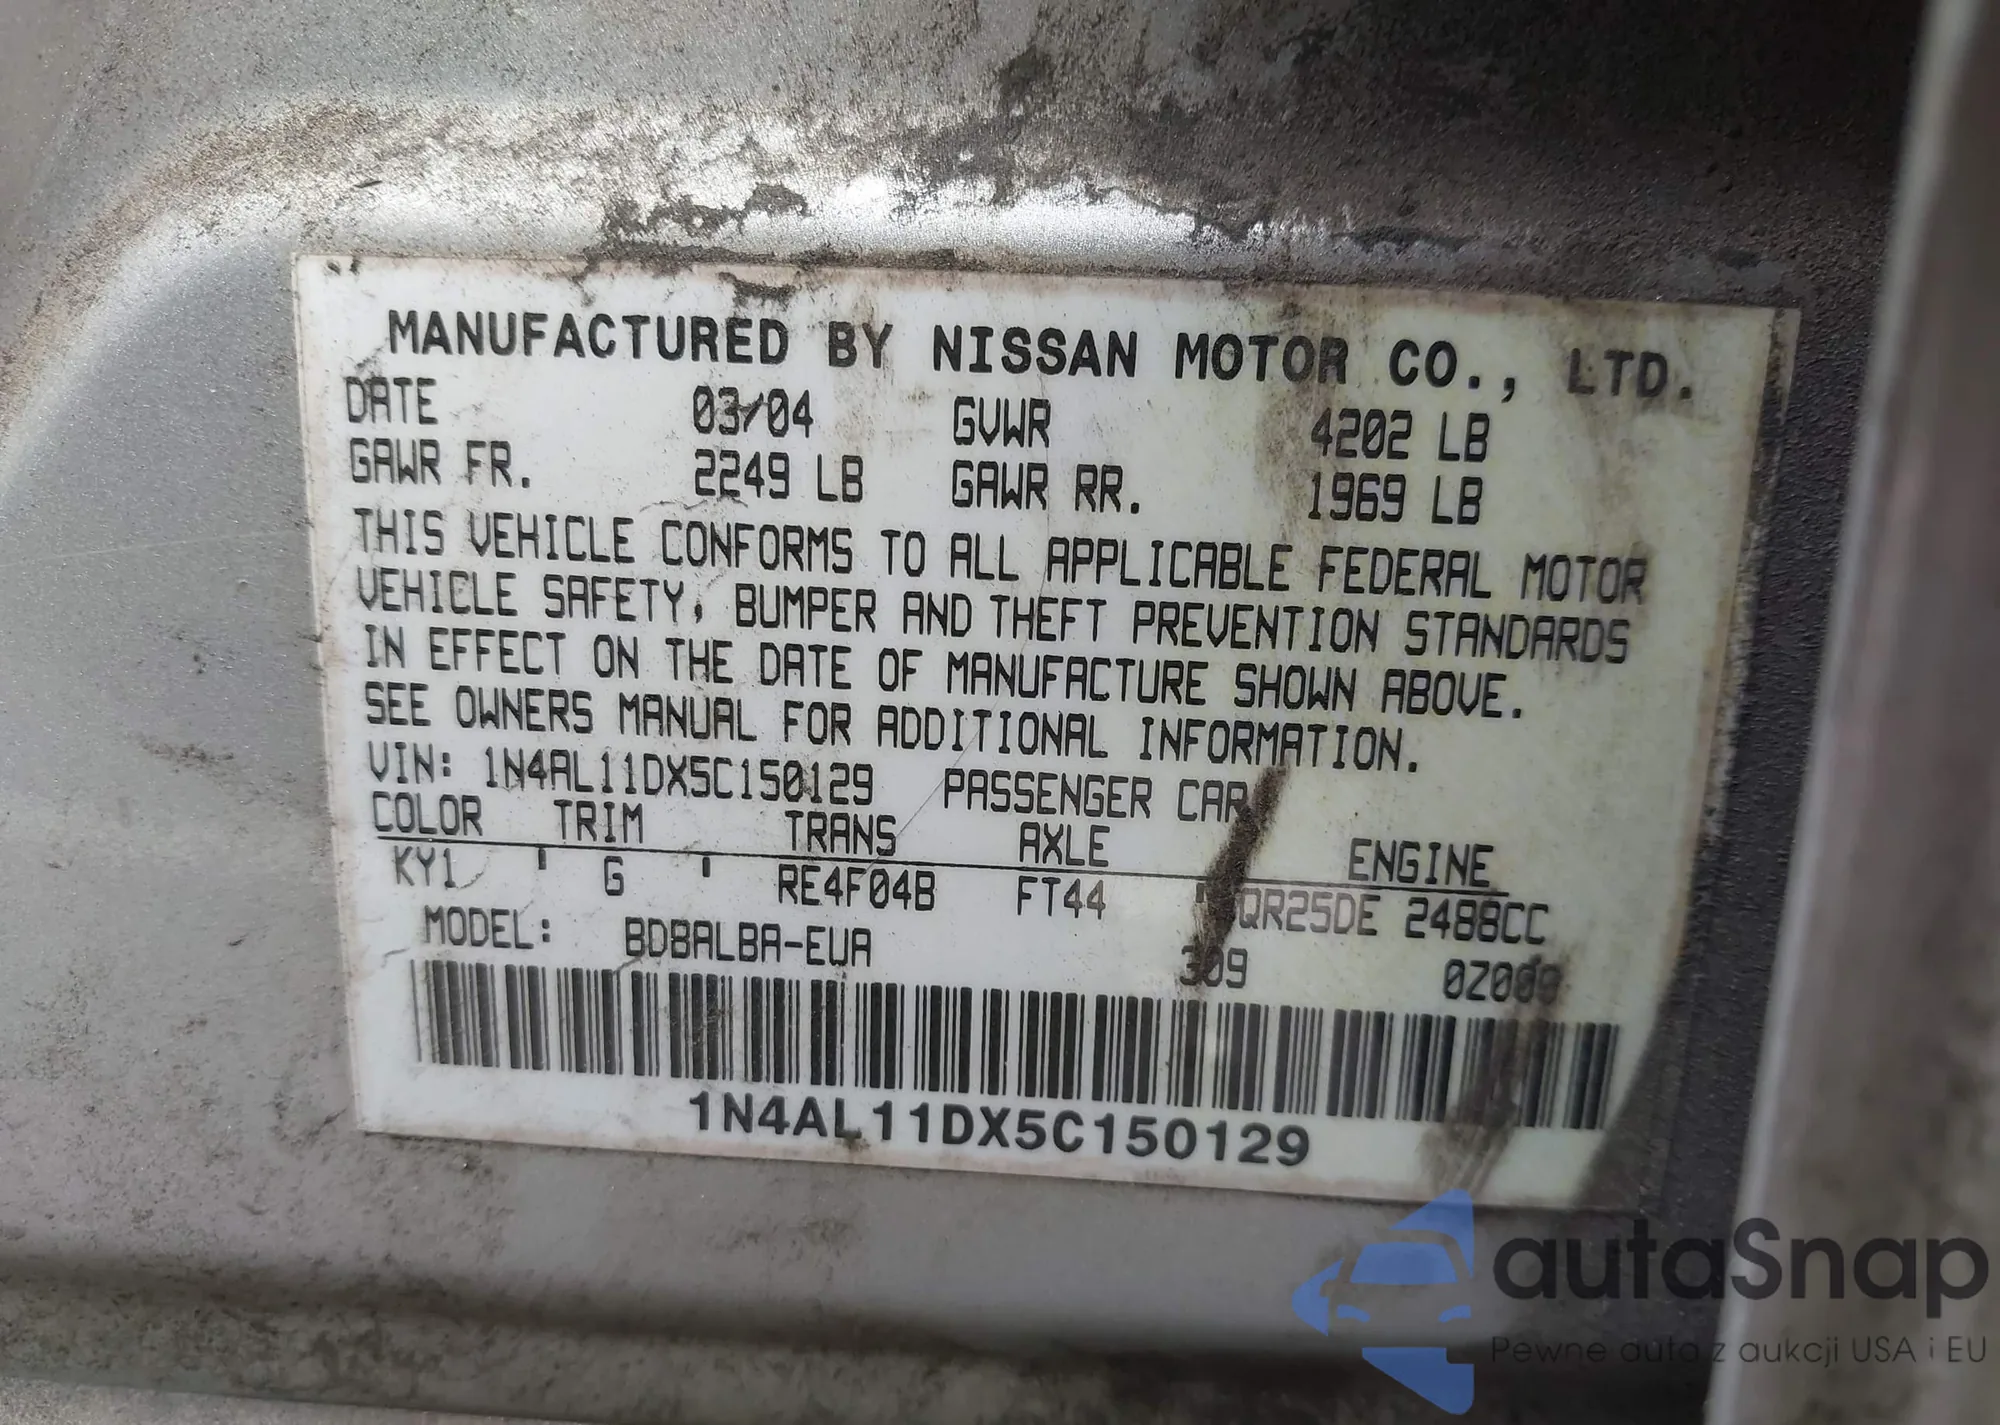 MANUFACTURED BY NISSAN MOTOR CO., LTD.
DATE 03/04 GVWR 4202 LB
GAWR FR. 2249 LB GAWR RR. 1969 LB
THIS VEHICLE CONFORMS TO ALL APPLICABLE FEDERAL MOTOR
VEHICLE SAFETY, BUMPER AND THEFT PREVENTION STANDARDS
IN EFFECT ON THE DATE OF MANUFACTURE SHOWN ABOVE.
SEE OWNERS MANUAL FOR ADDITIONAL INFORMATION.
VIN: 1N4AL11DX5C150129 PASSENGER CAR
COLOR TRIM TRANS AXLE ENGINE
KY1 ' G ' RE4F04B FT44 ' QR25DE 2488CC
MODEL: BDBALBA-EUA 309
1N4AL11DX5C150129
autaSnap
Pewne auta z aukcji USA i EU